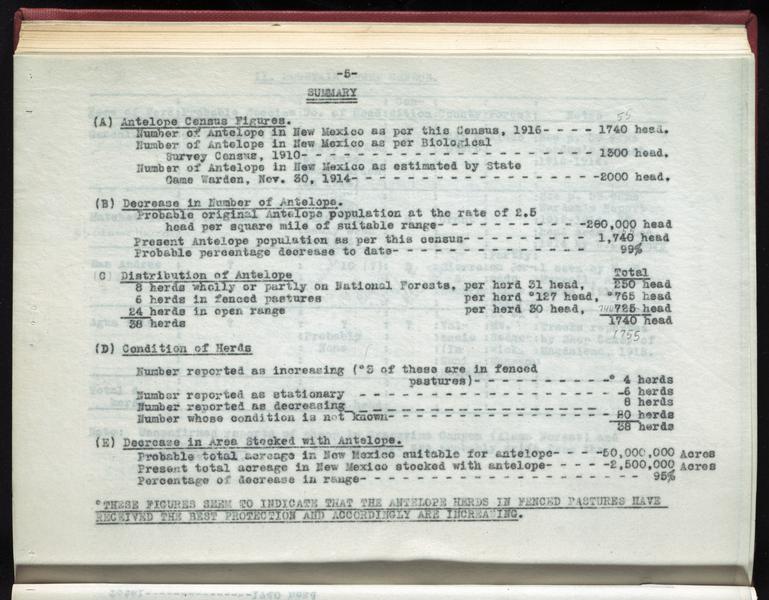 -5-
SUMMARY
55
(A) Antelope Census Figures.
Number of Antelope in New Mexico as per this Census, 1916- - - - 1740 head.
Number of Antelope in New Mexico as per Biological
Survey Census, 1910- - - - - - - - - - - - - - - - - - - - - 1300 head.
Number of Antelope in New Mexico as estimated by State
Game Warden, Nov. 30, 1914- - - - - - - - - - - - - - - - - -2000 head.
(B) Decrease in Number of Antelope.
Probable original Antelope population at the rate of 2.5
head per square mile of suitable range- - - - - - - - - - -280,000 head
Present Antelope population as per this census- - - - - - - - - 1,740 head
Probable percentage decrease to date- - - - - - - - - - - - - - 99%
(C) Distribution of Antelope Total
8 herds wholly or partly on National Forests, per herd 31 head, 250 head
6 herds in fenced pastures per herd °127 head, °765 head
24 herds in open range per herd 30 head, 740 725 head
38 herds 1740 head
1755
(D) Condition of Herds
Number reported as increasing (°3 of these are in fenced
pastures)- - - - - - - - - - ° 4 herds
Number reported as stationary - - - - - - - - - - - - - - - - - - - -6 herds
Number reported as decreasing - - - - - - - - - - - - - - - - - - - 8 herds
Number whose condition is not known- - - - - - - - - - - - - - - - 20 herds
38 herds
(E) Decrease in Area Stocked with Antelope.
Probable total acreage in New Mexico suitable for antelope- - - - -50,000,000 Acres
Present total acreage in New Mexico stocked with antelope- - - - - -2,500,000 Acres
Percentage of decrease in range- - - - - - - - - - - - - - - - - - - 95%
°THESE FIGURES SEEM TO INDICATE THAT THE ANTELOPE HERDS IN FENCED PASTURES HAVE
RECEIVED THE BEST PROTECTION AND ACCORDINGLY ARE INCREASING.